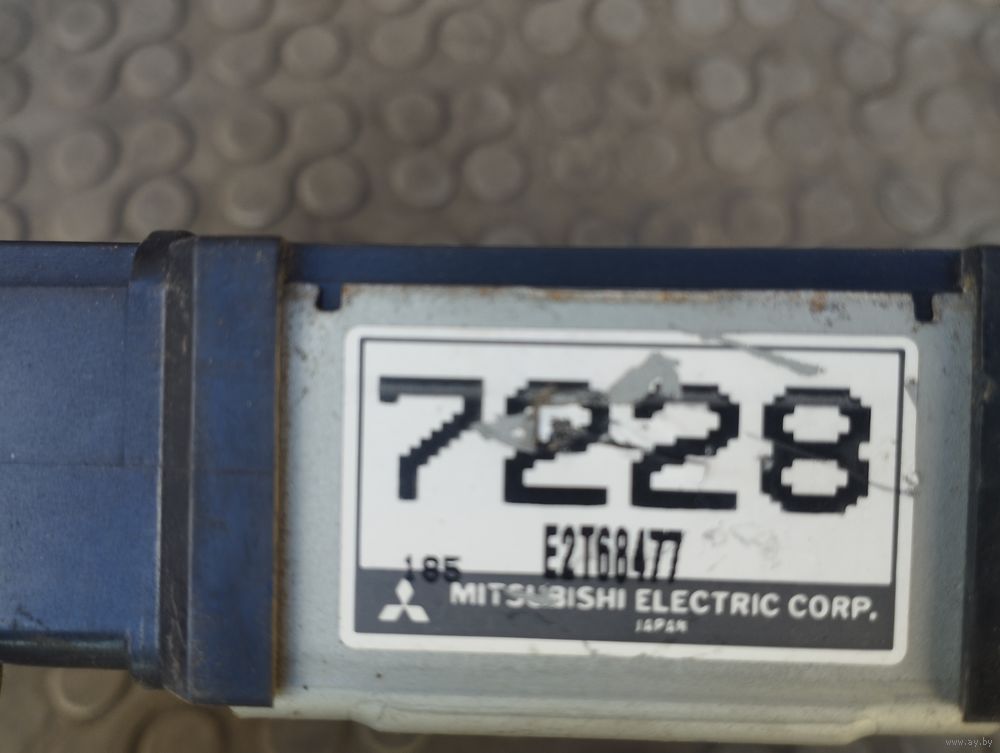 7228
E2T68477
185
MITSUBISHI ELECTRIC CORP.
JAPAN
www.ay.by